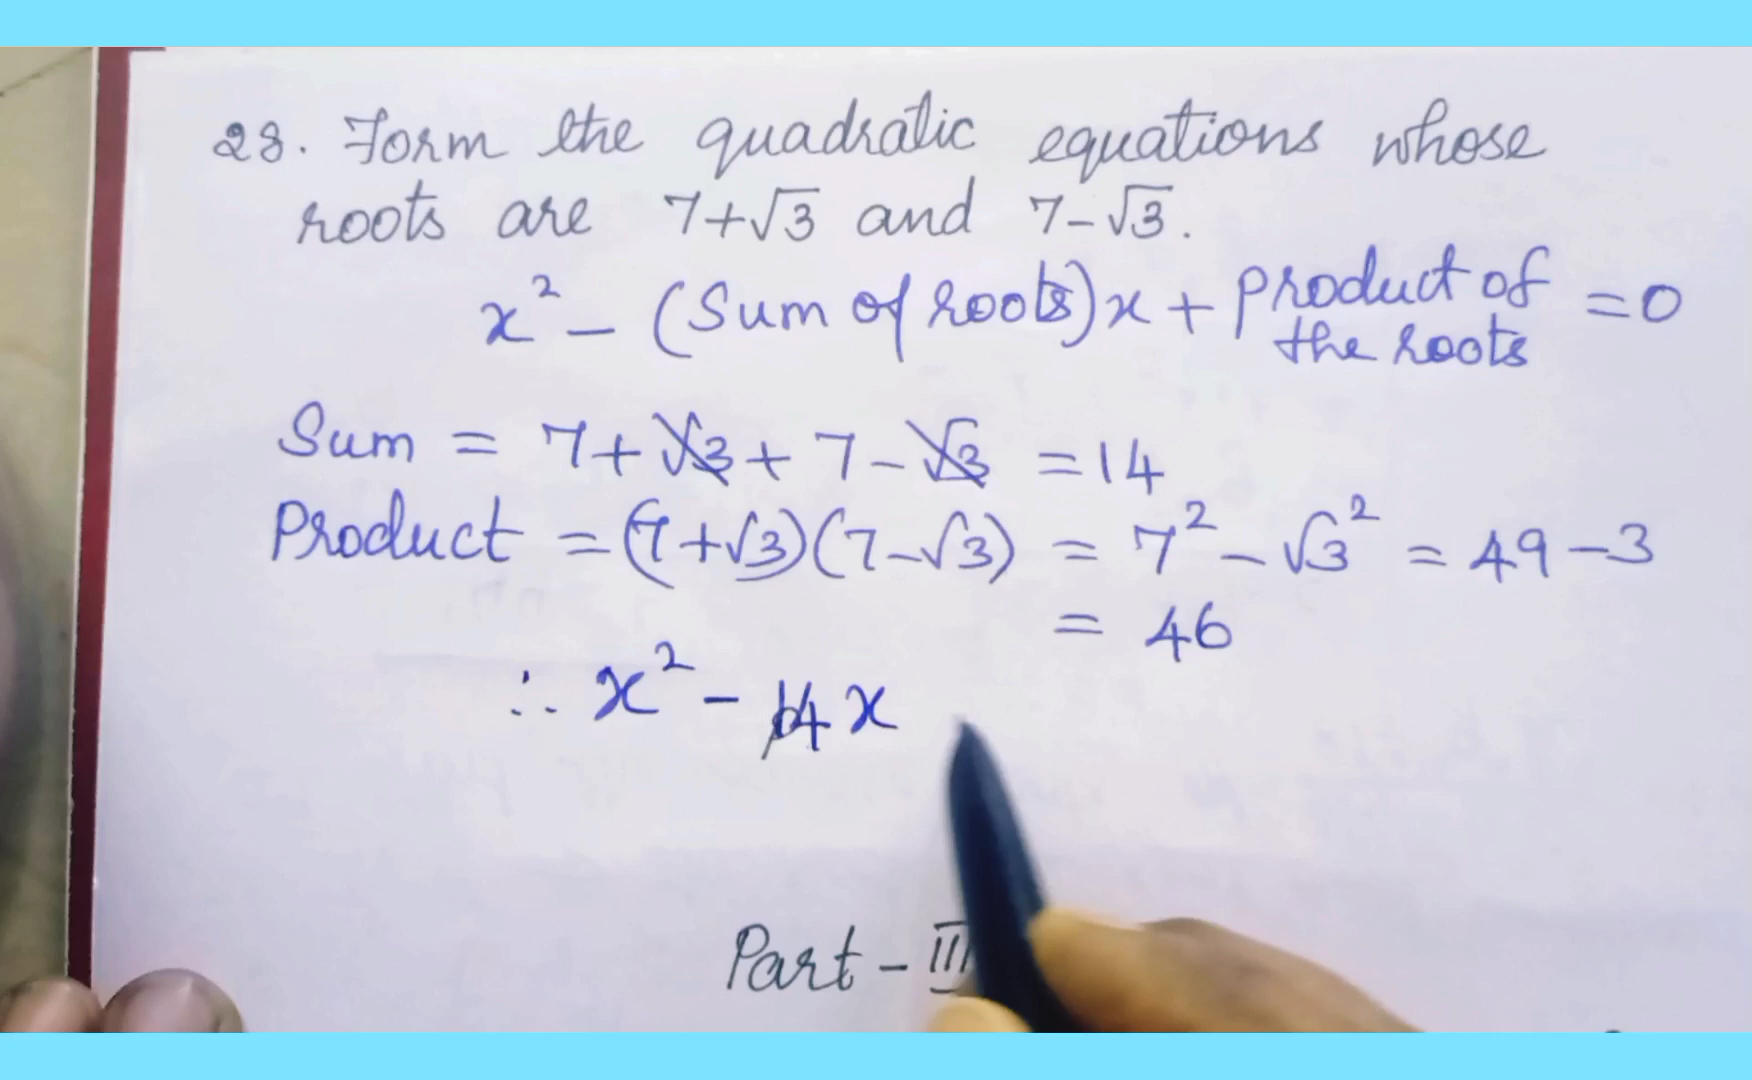 28. Form the quadratic equations whose
roots are 7+√3 and 7-√3.
x² - (Sum of roots)x + product of the roots = 0
Sum = 7+√3+7-√3 = 14
Product = (7+√3)(7-√3) = 7² - √3² = 49-3
= 46
∴ x² - 14x
Part - III